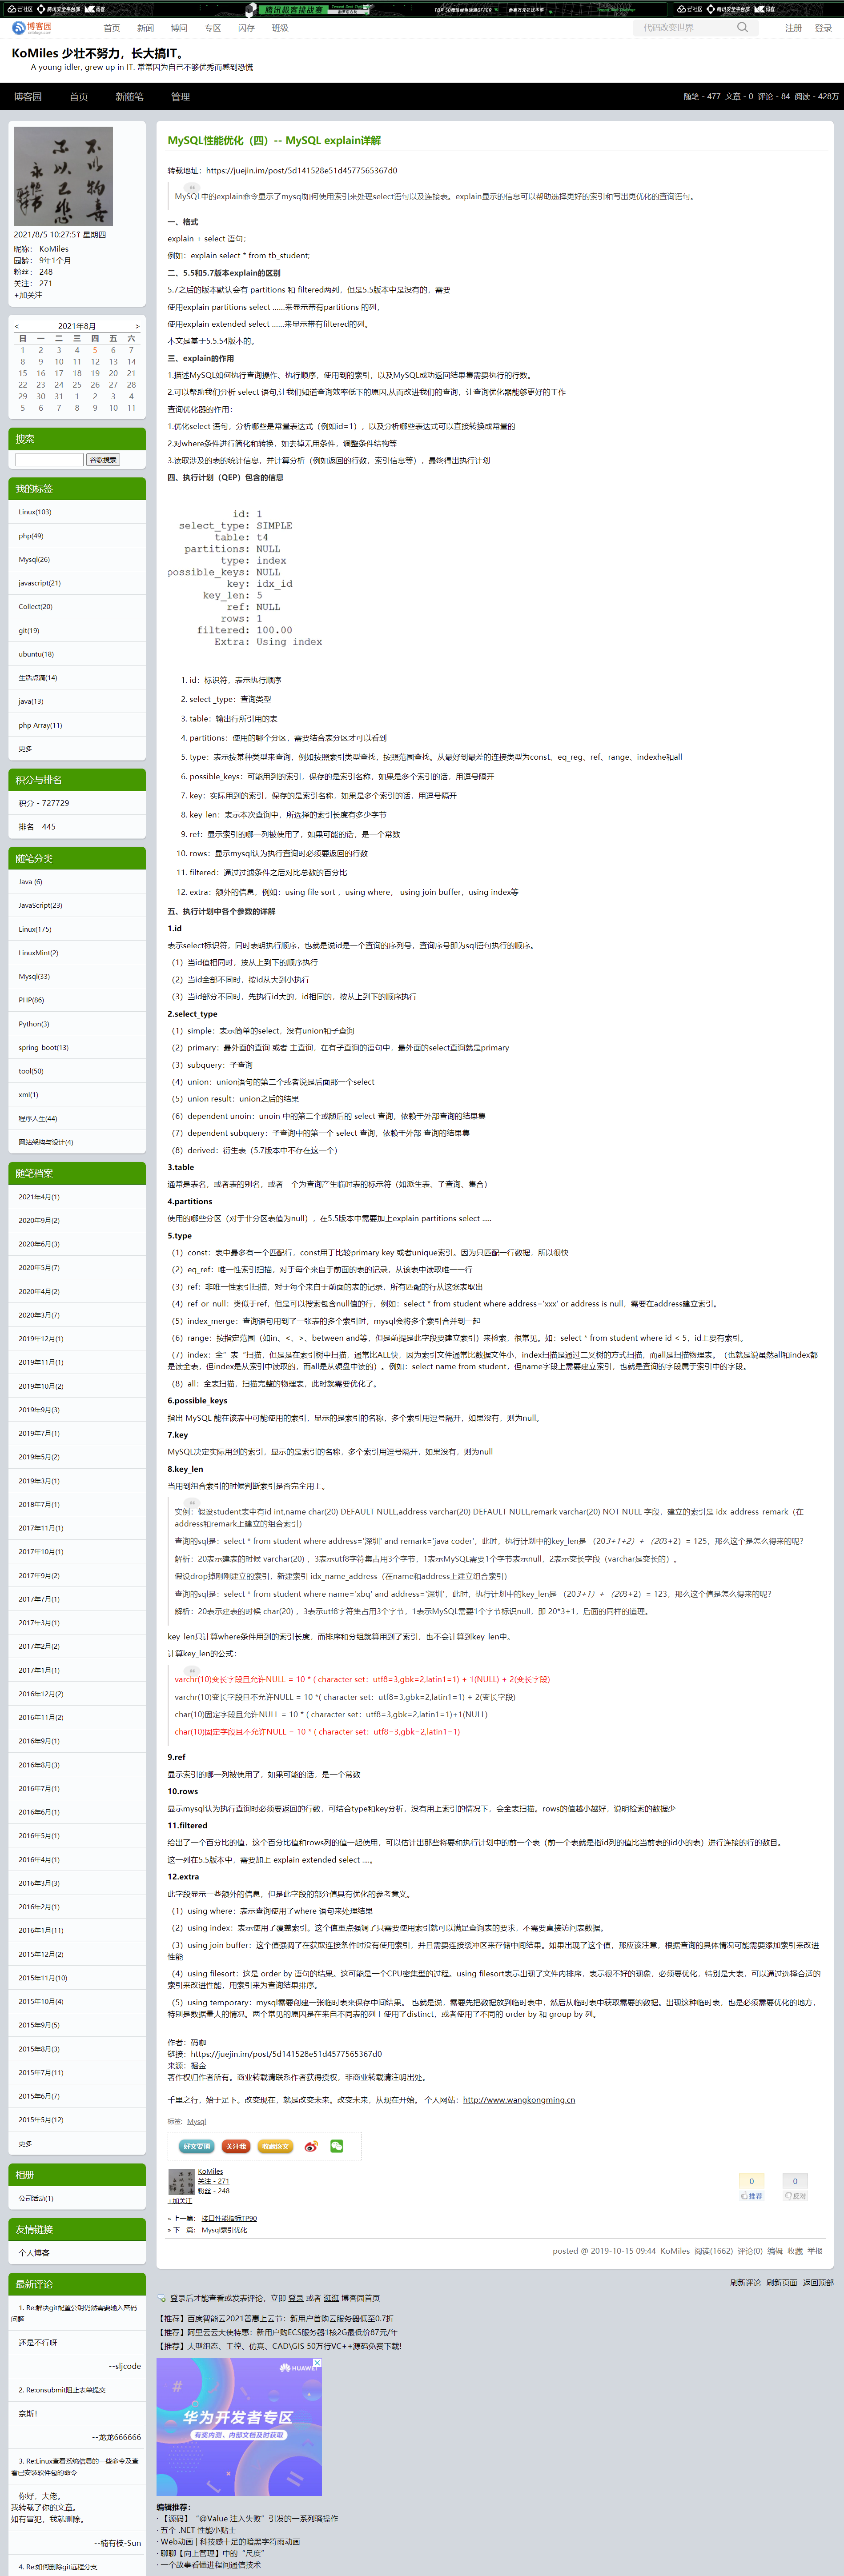 博客园
首页 新闻 博问 专区 闪存 班级
代码改变世界
注册 登录
KoMiles 少壮不努力，长大搞IT。
A young idler, grew up in IT. 常常因为自己不够优秀而感到恐慌
博客园 首页 新随笔 管理
随笔 - 477 文章 - 0 评论 - 84 阅读 - 428万
2021/8/5 10:27:51 星期四
昵称： KoMiles
园龄： 9年1个月
粉丝： 248
关注： 271
+加关注
< 2021年8月 >
日 一 二 三 四 五 六
1 2 3 4 5 6 7
8 9 10 11 12 13 14
15 16 17 18 19 20 21
22 23 24 25 26 27 28
29 30 31 1 2 3 4
5 6 7 8 9 10 11
搜索
谷歌搜索
我的标签
Linux(103)
php(49)
Mysql(26)
javascript(21)
Collect(20)
git(19)
ubuntu(18)
生活点滴(14)
java(13)
php Array(11)
更多
积分与排名
积分 - 727729
排名 - 445
随笔分类
Java (6)
JavaScript(23)
Linux(175)
LinuxMint(2)
Mysql(33)
PHP(86)
Python(3)
spring-boot(13)
tool(50)
xml(1)
程序人生(44)
网站架构与设计(4)
随笔档案
2021年4月(1)
2020年9月(2)
2020年6月(3)
2020年5月(7)
2020年4月(2)
2020年3月(7)
2019年12月(1)
2019年11月(1)
2019年10月(2)
2019年9月(3)
2019年7月(1)
2019年5月(2)
2019年3月(1)
2018年7月(1)
2017年11月(1)
2017年10月(1)
2017年9月(2)
2017年7月(1)
2017年3月(1)
2017年2月(2)
2017年1月(1)
2016年12月(2)
2016年11月(2)
2016年9月(1)
2016年8月(3)
2016年7月(1)
2016年6月(1)
2016年5月(1)
2016年4月(1)
2016年3月(3)
2016年2月(1)
2016年1月(11)
2015年12月(2)
2015年11月(10)
2015年10月(4)
2015年9月(5)
2015年8月(3)
2015年7月(11)
2015年6月(7)
2015年5月(12)
更多
相册
公司活动(1)
友情链接
个人博客
最新评论
1. Re:解决git配置公钥仍然需要输入密码问题
还是不行呀
--sljcode
2. Re:onsubmit阻止表单提交
奈斯！
--龙龙666666
3. Re:Linux查看系统信息的一些命令及查看已安装软件包的命令
你好，大佬。
我转载了你的文章。
如有冒犯，我就删除。
--楠有枝-Sun
4. Re:如何删除git远程分支
MySQL性能优化（四）-- MySQL explain详解
转载地址：https://juejin.im/post/5d141528e51d4577565367d0
MySQL中的explain命令显示了mysql如何使用索引来处理select语句以及连接表。explain显示的信息可以帮助选择更好的索引和写出更优化的查询语句。
一、格式
explain + select 语句;
例如：explain select * from tb_student;
二、5.5和5.7版本explain的区别
5.7之后的版本默认会有 partitions 和 filtered两列，但是5.5版本中是没有的，需要
使用explain partitions select ……来显示带有partitions 的列，
使用explain extended select ……来显示带有filtered的列。
本文是基于5.5.54版本的。
三、explain的作用
1.描述MySQL如何执行查询操作、执行顺序，使用到的索引，以及MySQL成功返回结果集需要执行的行数。
2.可以帮助我们分析 select 语句,让我们知道查询效率低下的原因,从而改进我们的查询，让查询优化器能够更好的工作
查询优化器的作用：
1.优化select 语句，分析哪些是常量表达式（例如id=1），以及分析哪些表达式可以直接转换成常量的
2.对where条件进行简化和转换，如去掉无用条件，调整条件结构等
3.读取涉及的表的统计信息，并计算分析（例如返回的行数，索引信息等），最终得出执行计划
四、执行计划（QEP）包含的信息
id: 1
select_type: SIMPLE
table: t4
partitions: NULL
type: index
possible_keys: NULL
key: idx_id
key_len: 5
ref: NULL
rows: 1
filtered: 100.00
Extra: Using index
1. id：标识符，表示执行顺序
2. select _type：查询类型
3. table：输出行所引用的表
4. partitions：使用的哪个分区，需要结合表分区才可以看到
5. type：表示按某种类型来查询，例如按照索引类型查找，按照范围查找。从最好到最差的连接类型为const、eq_reg、ref、range、indexhe和all
6. possible_keys：可能用到的索引，保存的是索引名称，如果是多个索引的话，用逗号隔开
7. key：实际用到的索引，保存的是索引名称，如果是多个索引的话，用逗号隔开
8. key_len：表示本次查询中，所选择的索引长度有多少字节
9. ref：显示索引的哪一列被使用了，如果可能的话，是一个常数
10. rows：显示mysql认为执行查询时必须要返回的行数
11. filtered：通过过滤条件之后对比总数的百分比
12. extra：额外的信息，例如：using file sort ，using where， using join buffer，using index等
五、执行计划中各个参数的详解
1.id
表示select标识符，同时表明执行顺序，也就是说id是一个查询的序列号，查询序号即为sql语句执行的顺序。
（1）当id值相同时，按从上到下的顺序执行
（2）当id全部不同时，按id从大到小执行
（3）当id部分不同时，先执行id大的，id相同的，按从上到下的顺序执行
2.select_type
（1）simple：表示简单的select，没有union和子查询
（2）primary：最外面的查询 或者 主查询，在有子查询的语句中，最外面的select查询就是primary
（3）subquery：子查询
（4）union：union语句的第二个或者说是后面那一个select
（5）union result：union之后的结果
（6）dependent unoin：unoin 中的第二个或随后的 select 查询，依赖于外部查询的结果集
（7）dependent subquery：子查询中的第一个 select 查询，依赖于外部 查询的结果集
（8）derived：衍生表（5.7版本中不存在这一个）
3.table
通常是表名，或者表的别名，或者一个为查询产生临时表的标示符（如派生表、子查询、集合）
4.partitions
使用的哪些分区（对于非分区表值为null），在5.5版本中需要加上explain partitions select .....
5.type
（1）const：表中最多有一个匹配行，const用于比较primary key 或者unique索引。因为只匹配一行数据，所以很快
（2）eq_ref：唯一性索引扫描，对于每个来自于前面的表的记录，从该表中读取唯一一行
（3）ref：非唯一性索引扫描，对于每个来自于前面的表的记录，所有匹配的行从这张表取出
（4）ref_or_null：类似于ref，但是可以搜索包含null值的行，例如：select * from student where address='xxx' or address is null，需要在address建立索引。
（5）index_merge：查询语句用到了一张表的多个索引时，mysql会将多个索引合并到一起
（6）range：按指定范围（如in、<、>、between and等，但是前提是此字段要建立索引）来检索，很常见。如：select * from student where id < 5，id上要有索引。
（7）index：全”表“扫描，但是是在索引树中扫描，通常比ALL快，因为索引文件通常比数据文件小，index扫描是通过二叉树的方式扫描，而all是扫描物理表。（也就是说虽然all和index都
是读全表，但index是从索引中读取的，而all是从硬盘中读的）。例如：select name from student，但name字段上需要建立索引，也就是查询的字段属于索引中的字段。
（8）all：全表扫描，扫描完整的物理表，此时就需要优化了。
6.possible_keys
指出 MySQL 能在该表中可能使用的索引，显示的是索引的名称，多个索引用逗号隔开，如果没有，则为null。
7.key
MySQL决定实际用到的索引，显示的是索引的名称，多个索引用逗号隔开，如果没有，则为null
8.key_len
当用到组合索引的时候判断索引是否完全用上。
实例：假设student表中有id int,name char(20) DEFAULT NULL,address varchar(20) DEFAULT NULL,remark varchar(20) NOT NULL 字段，建立的索引是 idx_address_remark（在
address和remark上建立的组合索引）
查询的sql是：select * from student where address='深圳' and remark='java coder'，此时，执行计划中的key_len是 （203+1+2）+（203+2）= 125，那么这个是怎么得来的呢?
解析：20表示建表的时候 varchar(20) ，3表示utf8字符集占用3个字节，1表示MySQL需要1个字节表示null，2表示变长字段（varchar是变长的）。
假设drop掉刚刚建立的索引，新建索引 idx_name_address（在name和address上建立组合索引）
查询的sql是：select * from student where name='xbq' and address='深圳'，此时，执行计划中的key_len是 （203+1）+（203+2）= 123，那么这个值是怎么得来的呢?
解析：20表示建表的时候 char(20) ，3表示utf8字符集占用3个字节，1表示MySQL需要1个字节标识null，即 20*3+1，后面的同样的道理。
key_len只计算where条件用到的索引长度，而排序和分组就算用到了索引，也不会计算到key_len中。
计算key_len的公式：
varchr(10)变长字段且允许NULL = 10 * ( character set：utf8=3,gbk=2,latin1=1) + 1(NULL) + 2(变长字段)
varchr(10)变长字段且不允许NULL = 10 *( character set：utf8=3,gbk=2,latin1=1) + 2(变长字段)
char(10)固定字段且允许NULL = 10 * ( character set：utf8=3,gbk=2,latin1=1)+1(NULL)
char(10)固定字段且不允许NULL = 10 * ( character set：utf8=3,gbk=2,latin1=1)
9.ref
显示索引的哪一列被使用了，如果可能的话，是一个常数
10.rows
显示mysql认为执行查询时必须要返回的行数，可结合type和key分析，没有用上索引的情况下，会全表扫描。rows的值越小越好，说明检索的数据少
11.filtered
给出了一个百分比的值，这个百分比值和rows列的值一起使用，可以估计出那些将要和执行计划中的前一个表（前一个表就是指id列的值比当前表的id小的表）进行连接的行的数目。
这一列在5.5版本中，需要加上 explain extended select ....。
12.extra
此字段显示一些额外的信息，但是此字段的部分值具有优化的参考意义。
（1）using where：表示查询使用了where 语句来处理结果
（2）using index：表示使用了覆盖索引。这个值重点强调了只需要使用索引就可以满足查询表的要求，不需要直接访问表数据。
（3）using join buffer：这个值强调了在获取连接条件时没有使用索引，并且需要连接缓冲区来存储中间结果。如果出现了这个值，那应该注意，根据查询的具体情况可能需要添加索引来改进
性能
（4）using filesort：这是 order by 语句的结果。这可能是一个CPU密集型的过程。using filesort表示出现了文件内排序，表示很不好的现象，必须要优化，特别是大表，可以通过选择合适的
索引来改进性能，用索引来为查询结果排序。
（5）using temporary：mysql需要创建一张临时表来保存中间结果。 也就是说，需要先把数据放到临时表中，然后从临时表中获取需要的数据。出现这种临时表，也是必须需要优化的地方，
特别是数据量大的情况。两个常见的原因是在来自不同表的列上使用了distinct，或者使用了不同的 order by 和 group by 列。
作者：码咖
链接：https://juejin.im/post/5d141528e51d4577565367d0
来源：掘金
著作权归作者所有。商业转载请联系作者获得授权，非商业转载请注明出处。
千里之行，始于足下。改变现在，就是改变未来。改变未来，从现在开始。 个人网站：http://www.wangkongming.cn
标签: Mysql
好文要顶 关注我 收藏该文
KoMiles
关注 - 271
粉丝 - 248
+加关注
0 推荐
0 反对
« 上一篇： 接口性能指标TP90
» 下一篇： Mysql索引优化
posted @ 2019-10-15 09:44 KoMiles 阅读(1662) 评论(0) 编辑 收藏 举报
刷新评论 刷新页面 返回顶部
登录后才能查看或发表评论，立即 登录 或者 逛逛 博客园首页
【推荐】百度智能云2021普惠上云节：新用户首购云服务器低至0.7折
【推荐】阿里云云大使特惠：新用户购ECS服务器1核2G最低价87元/年
【推荐】大型组态、工控、仿真、CAD\GIS 50万行VC++源码免费下载!
HUAWEI
华为开发者专区
有奖内测、内部文档及时获取
编辑推荐：
· 【源码】“@Value 注入失败”引发的一系列骚操作
· 五个 .NET 性能小贴士
· Web动画 | 科技感十足的暗黑字符雨动画
· 聊聊【向上管理】中的“尺度”
· 一个故事看懂进程间通信技术